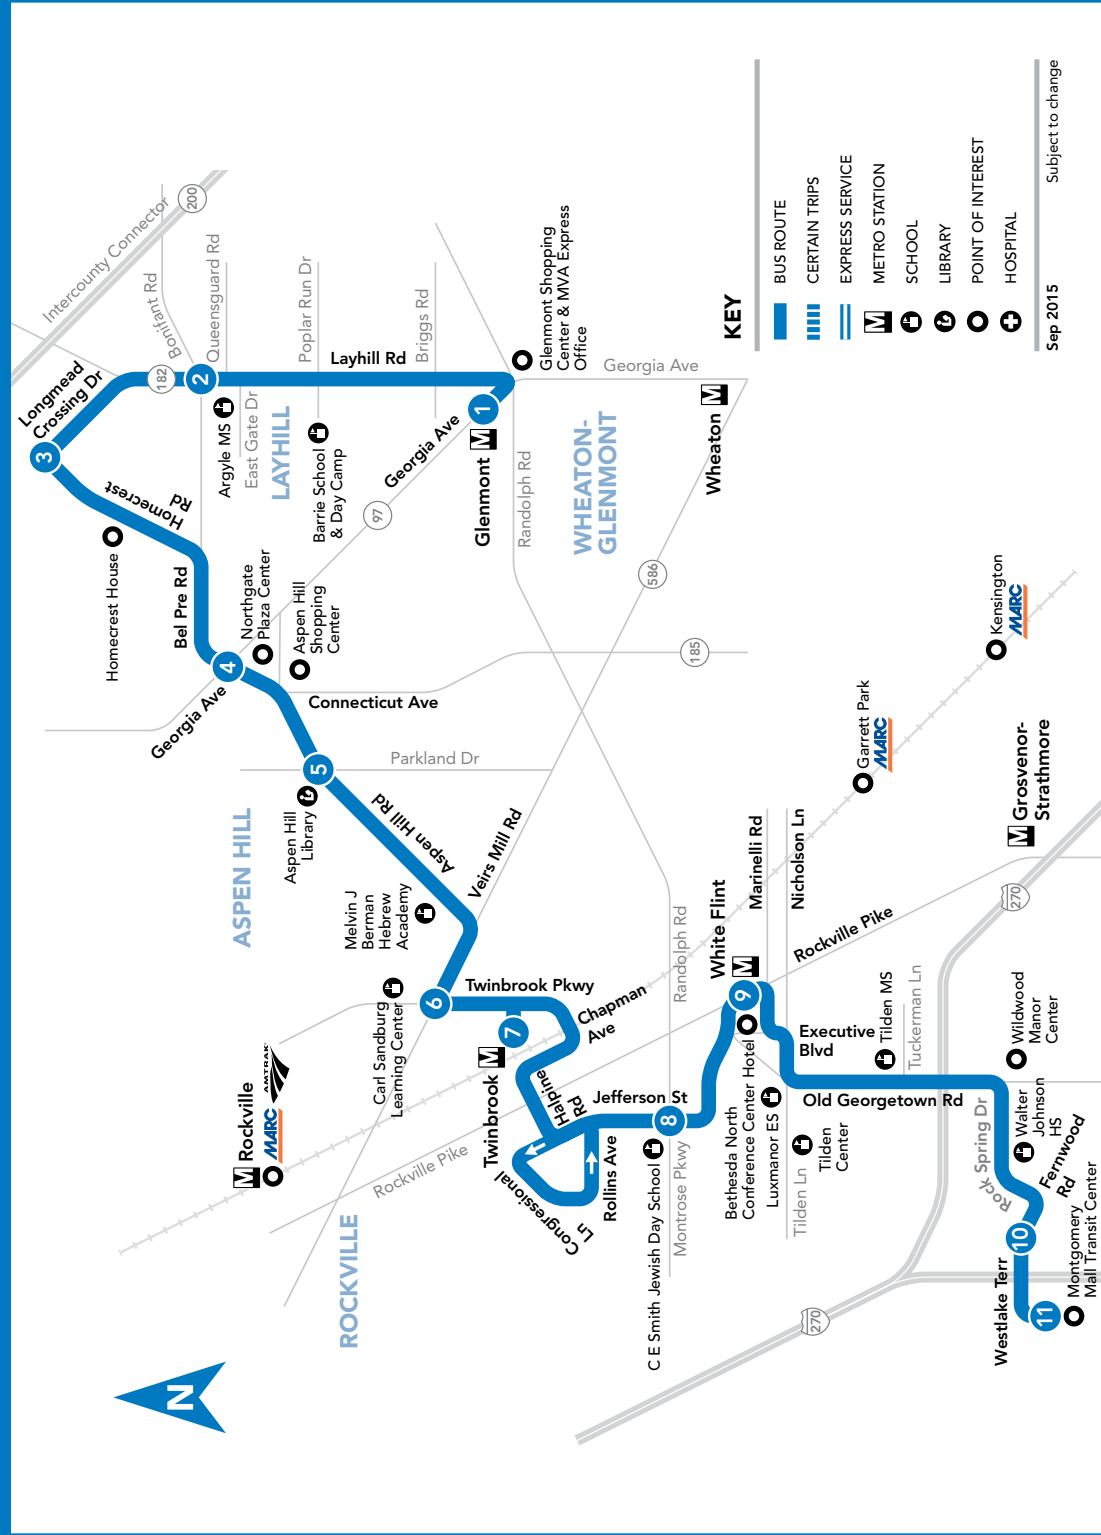 N
ROCKVILLE
ASPEN HILL
LAYHILL
WHEATON-
GLENMONT
Intercounty Connector
200
Longmead
Crossing Dr
3
Homecrest
Rd
Homecrest House
Bonifant Rd
182
2
Queensguard Rd
Argyle MS
East Gate Dr
Poplar Run Dr
Layhill Rd
Barrie School
& Day Camp
Briggs Rd
Bel Pre Rd
Northgate
Plaza Center
4
Georgia Ave
Aspen Hill
Shopping
Center
97
Georgia Ave
1
M
Glenmont
Glenmont Shopping
Center & MVA Express
Office
Georgia Ave
Randolph Rd
Connecticut Ave
5
Aspen Hill
Library
Parkland Dr
Aspen Hill Rd
Melvin J
Berman
Hebrew
Academy
Veirs Mill Rd
586
185
M
Wheaton
Carl Sandburg
Learning Center
6
Twinbrook Pkwy
M
Rockville
MARC
AMTRAK
7
M
Twinbrook
Chapman
Ave
Halpine
Rd
Rockville Pike
Congressional
Ln
Rollins Ave
Jefferson St
8
C E Smith Jewish Day School
Montrose Pkwy
Randolph Rd
White Flint
M
9
Marinelli Rd
Nicholson Ln
Rockville Pike
Bethesda North
Conference Center Hotel
Luxmanor ES
Executive
Blvd
Tilden Ln
Tilden
Center
Old Georgetown Rd
Tilden MS
Tuckerman Ln
Garrett Park
MARC
Kensington
MARC
M
Grosvenor-
Strathmore
270
270
Wildwood
Manor
Center
Rock Spring Dr
Walter
Johnson
HS
Fernwood
Rd
10
Westlake Terr
11
Montgomery
Mall Transit Center
KEY
BUS ROUTE
CERTAIN TRIPS
EXPRESS SERVICE
M
METRO STATION
SCHOOL
LIBRARY
POINT OF INTEREST
HOSPITAL
Sep 2015
Subject to change